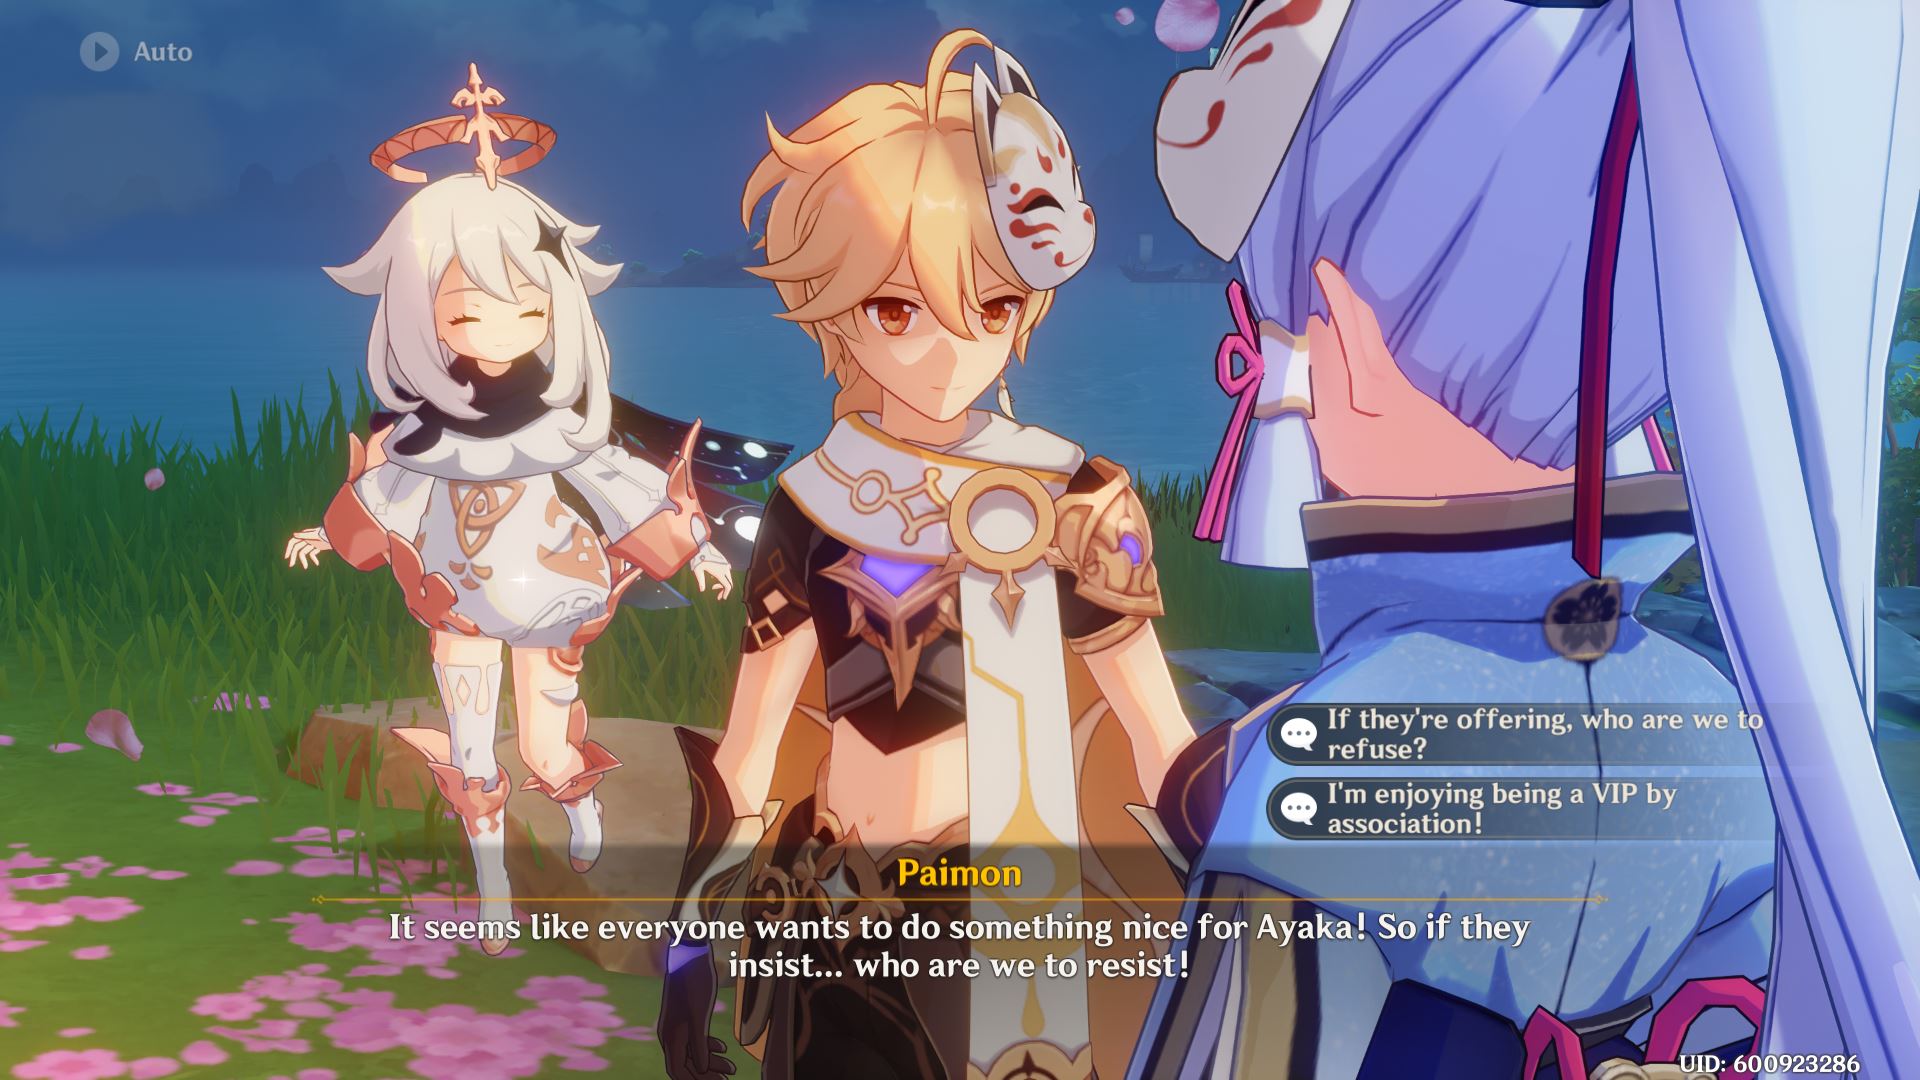 Auto
If they're offering, who are we to
refuse?
I'm enjoying being a VIP by
association!
Paimon
It seems like everyone wants to do something nice for Ayaka! So if they
insist... who are we to resist!
UID: 600923286